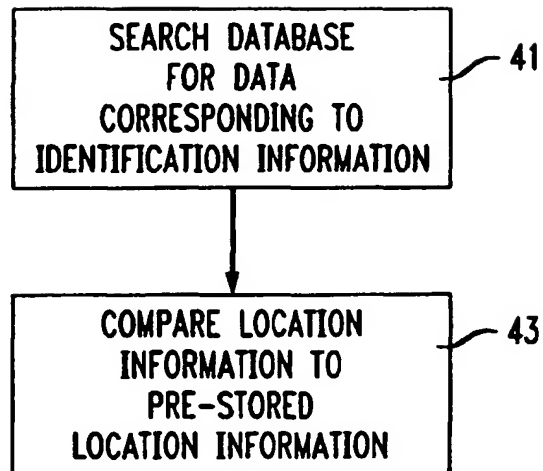 SEARCH DATABASE
FOR DATA
CORRESPONDING TO
IDENTIFICATION INFORMATION
41
COMPARE LOCATION
INFORMATION TO
PRE-STORED
LOCATION INFORMATION
43